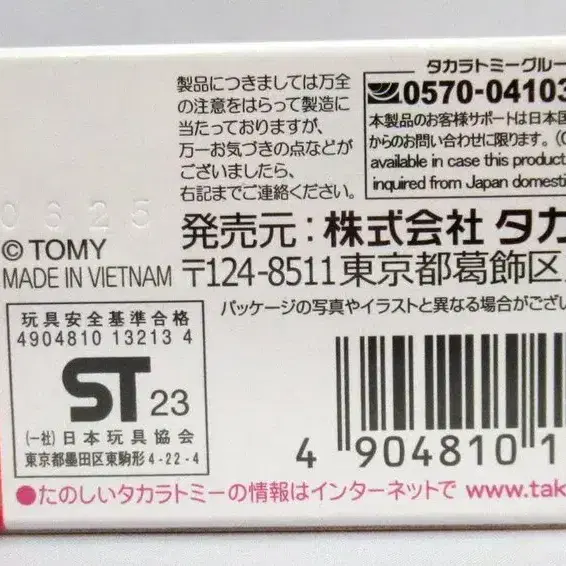 製品につきましては万全
の注意をはらって製造に
当たっておりますが、
万一お気づきの点などが
ございましたら、
右記までご連絡ください。
タカラトミーグルー
0570-04103
本製品のお客様サポートは日本国
からのお問い合わせに限ります。
available in case this product
inquired from Japan domesti
0625
© TOMY
MADE IN VIETNAM
発売元：株式会社 タカ
〒124-8511 東京都葛飾区
パッケージの写真やイラストと異なる場合がござい
玩具安全基準合格
4904810 13213 4
ST 23
(一社)日本玩具協会
東京都墨田区東駒形4-22-4
4 904810 1
●たのしいタカラトミーの情報はインターネットで www.tak